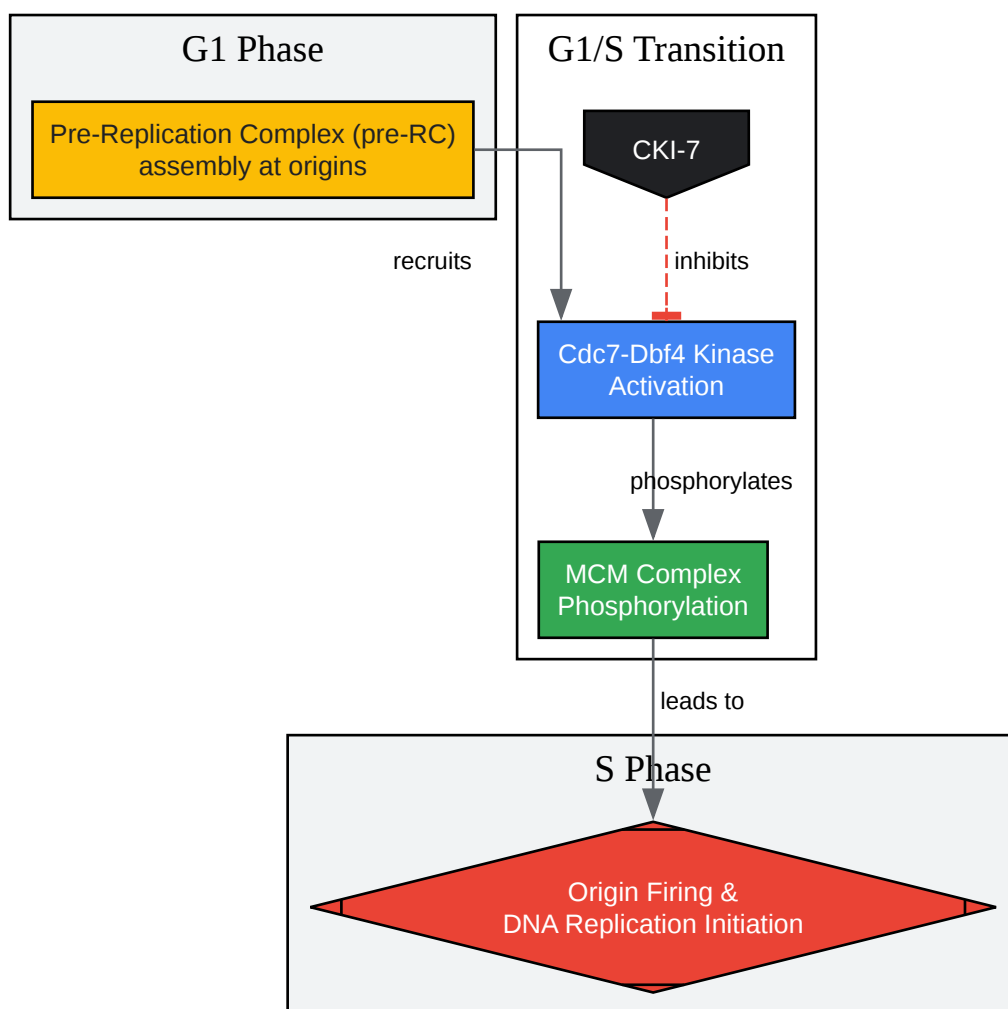 G1 Phase
Pre-Replication Complex (pre-RC)
assembly at origins
G1/S Transition
CKI-7
recruits
inhibits
Cdc7-Dbf4 Kinase
Activation
phosphorylates
MCM Complex
Phosphorylation
leads to
S Phase
Origin Firing &
DNA Replication Initiation